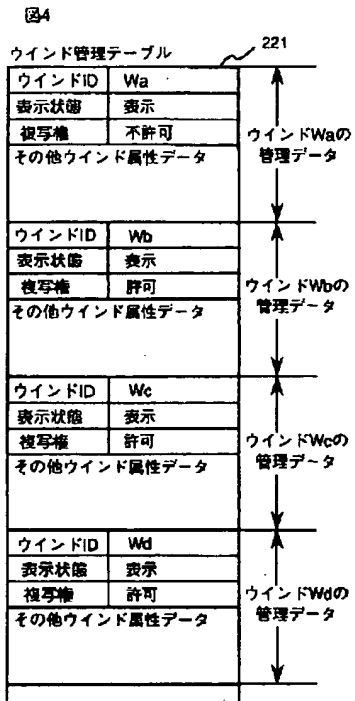 図4
ウインド管理テーブル
221
ウインドID Wa
表示状態 表示
複写権 不許可
その他ウインド属性データ
ウインドWaの
管理データ
ウインドID Wb
表示状態 表示
複写権 許可
その他ウインド属性データ
ウインドWbの
管理データ
ウインドID Wc
表示状態 表示
複写権 許可
その他ウインド属性データ
ウインドWcの
管理データ
ウインドID Wd
表示状態 表示
複写権 許可
その他ウインド属性データ
ウインドWdの
管理データ